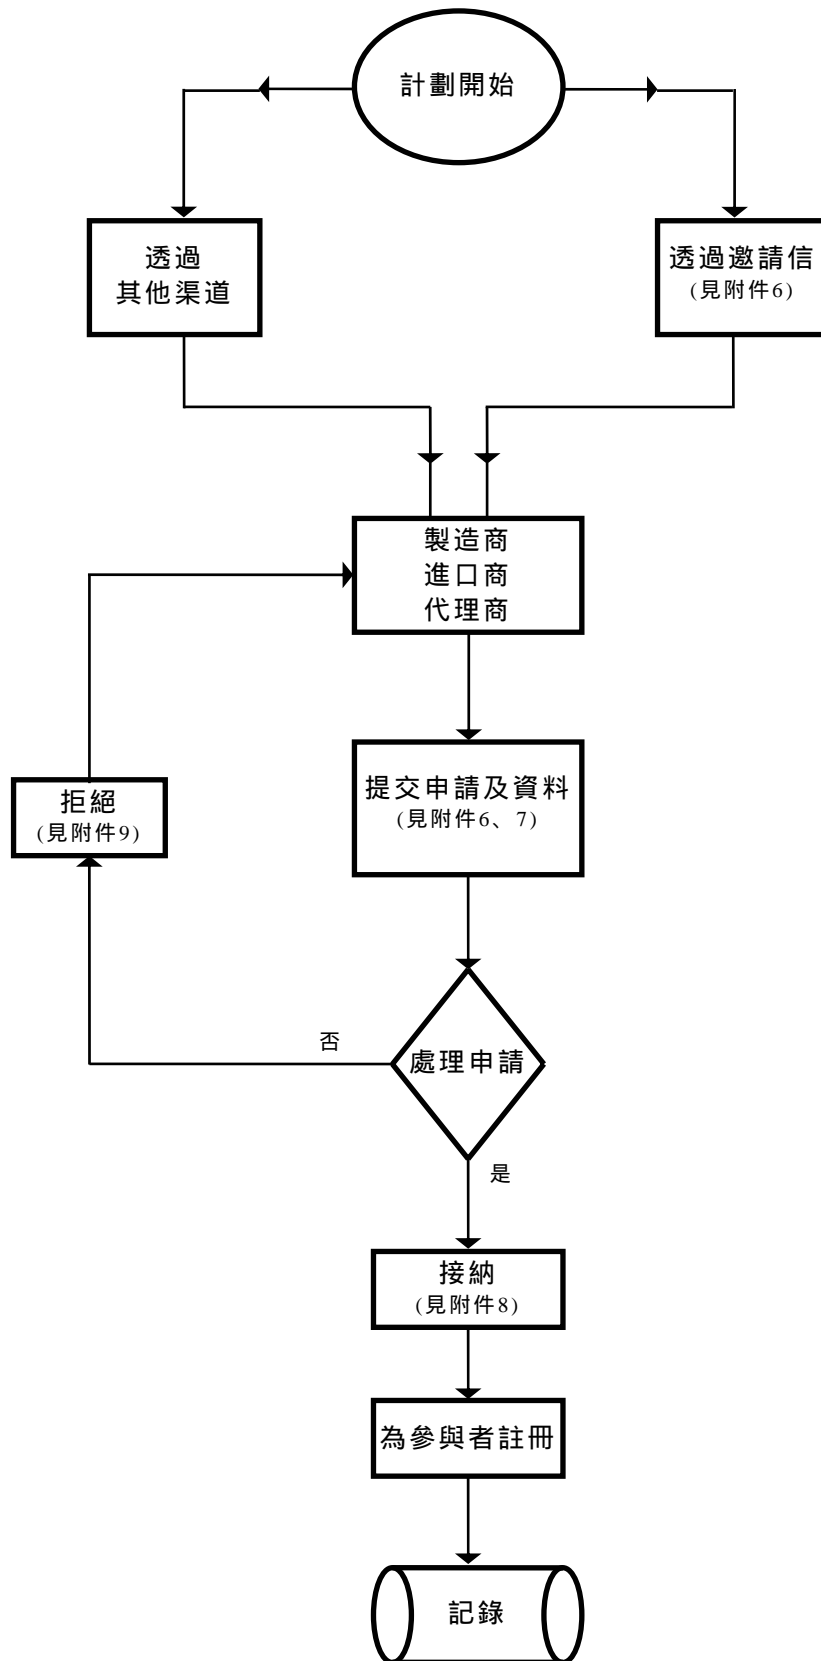 計劃開始
透過
其他渠道
透過邀請信
(見附件6)
製造商
進口商
代理商
提交申請及資料
(見附件6、7)
拒絕
(見附件9)
否
處理申請
是
接納
(見附件8)
為參與者註冊
記錄